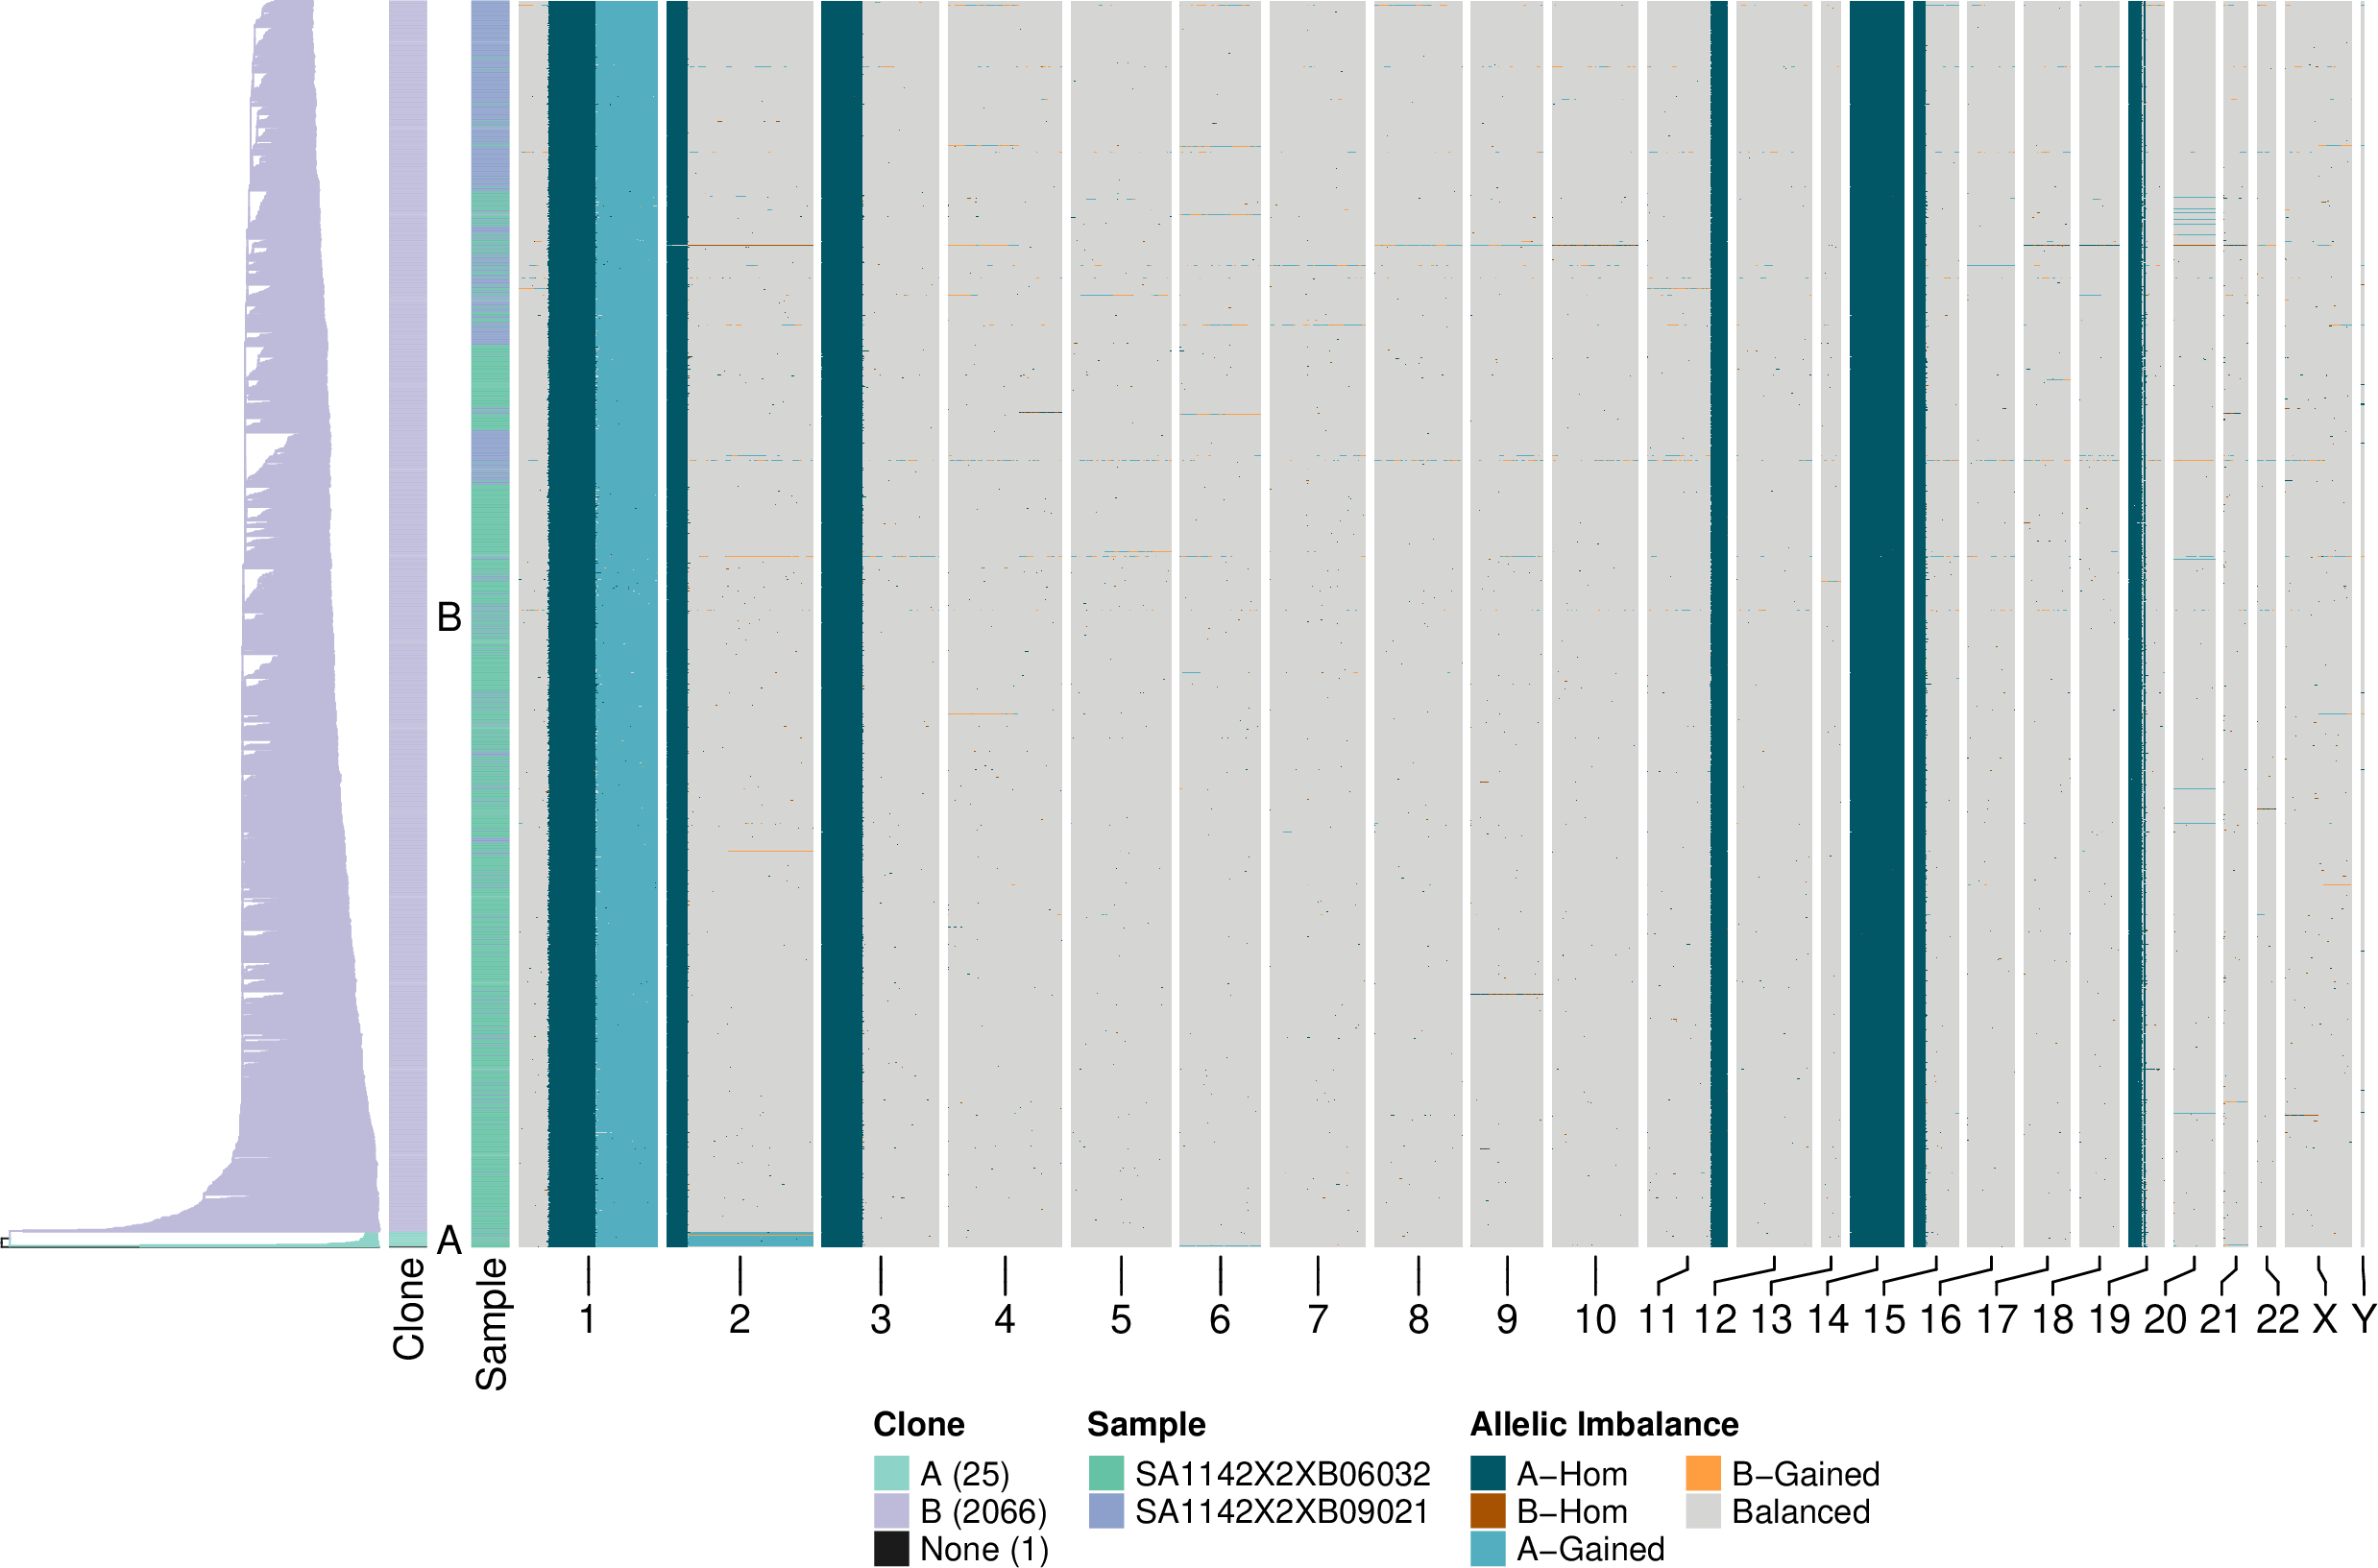 B
A
Clone
Sample
1 2 3 4 5 6 7 8 9 10 11 12 13 14 15 16 17 18 19 20 21 22 X Y
Clone Sample Allelic Imbalance
A (25) SA1142X2XB06032 A−Hom B−Gained
B (2066) SA1142X2XB09021 B−Hom Balanced
None (1) A−Gained